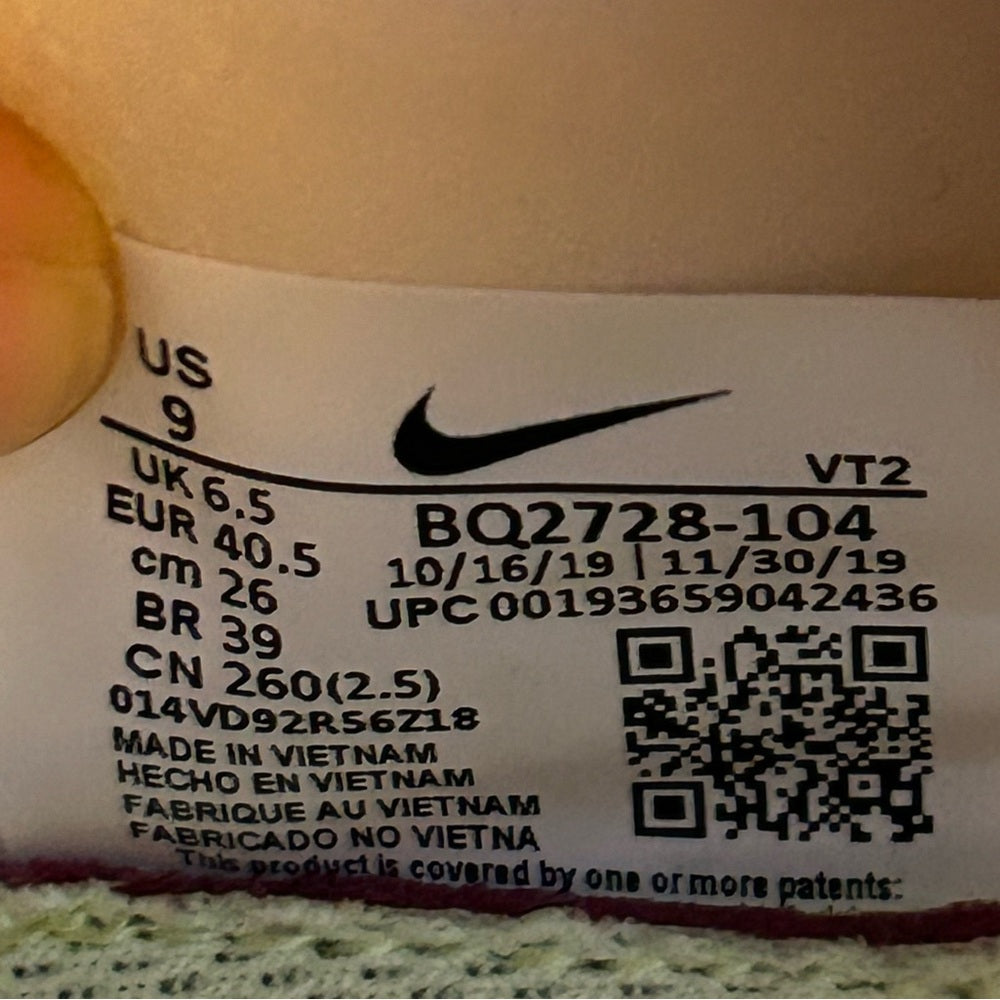 US
9
UK 6.5
EUR 40.5
cm 26
BR 39
CN 260(2.5)
VT2
BQ2728-104
10/16/19 | 11/30/19
UPC 00193659042436
014VD92R56Z18
MADE IN VIETNAM
HECHO EN VIETNAM
FABRIQUE AU VIETNAM
FABRICADO NO VIETNA
This product is covered by one or more patents: